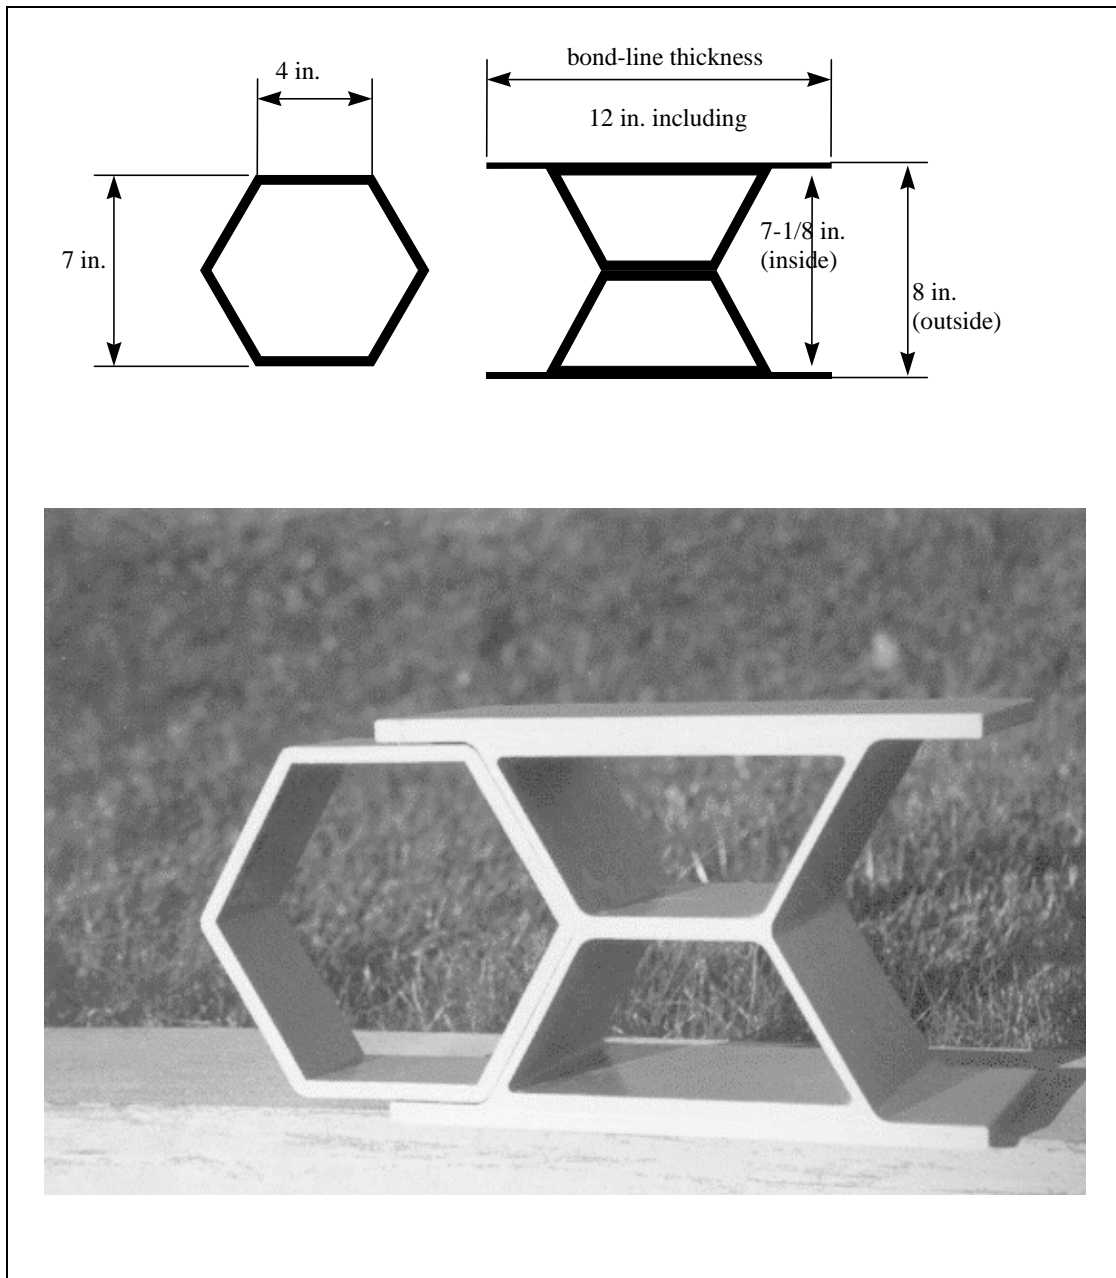 4 in.
7 in.
bond-line thickness
12 in. including
7-1/8 in.
(inside)
8 in.
(outside)